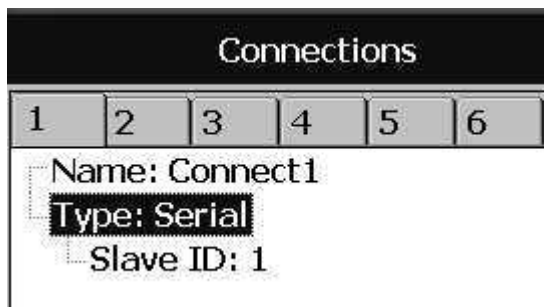 Connections
1 2 3 4 5 6
Name: Connect1
Type: Serial
Slave ID: 1